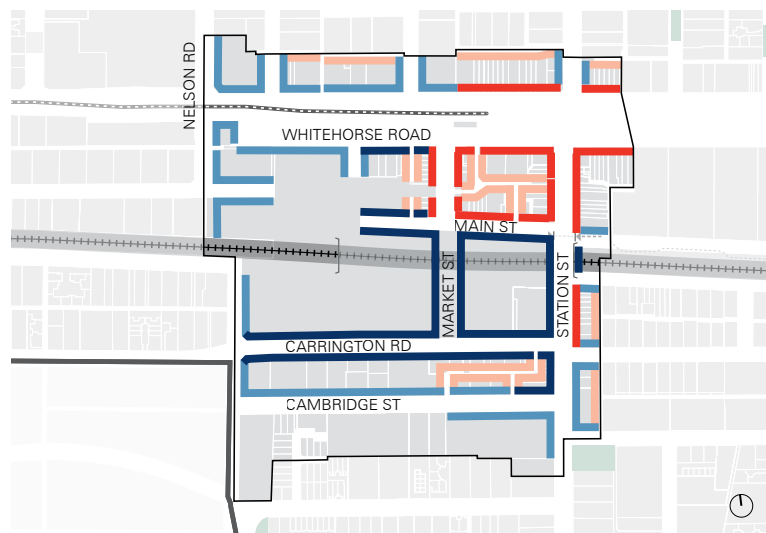 NELSON RD
WHITEHORSE ROAD
MAIN ST
MARKET ST
STATION ST
CARRINGTON RD
CAMBRIDGE ST